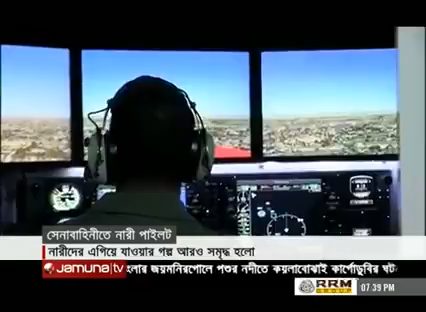 সেনাবাহিনীতে নারী পাইলট
নারীদের এগিয়ে যাওয়ার গল্প আরও সমৃদ্ধ হলো
Jamuna tv
ংলার জয়মনিরগোলে পশুর নদীতে কয়লাবোঝাই কার্গোডুবির ঘট
RRM
GROUP
07:39 PM